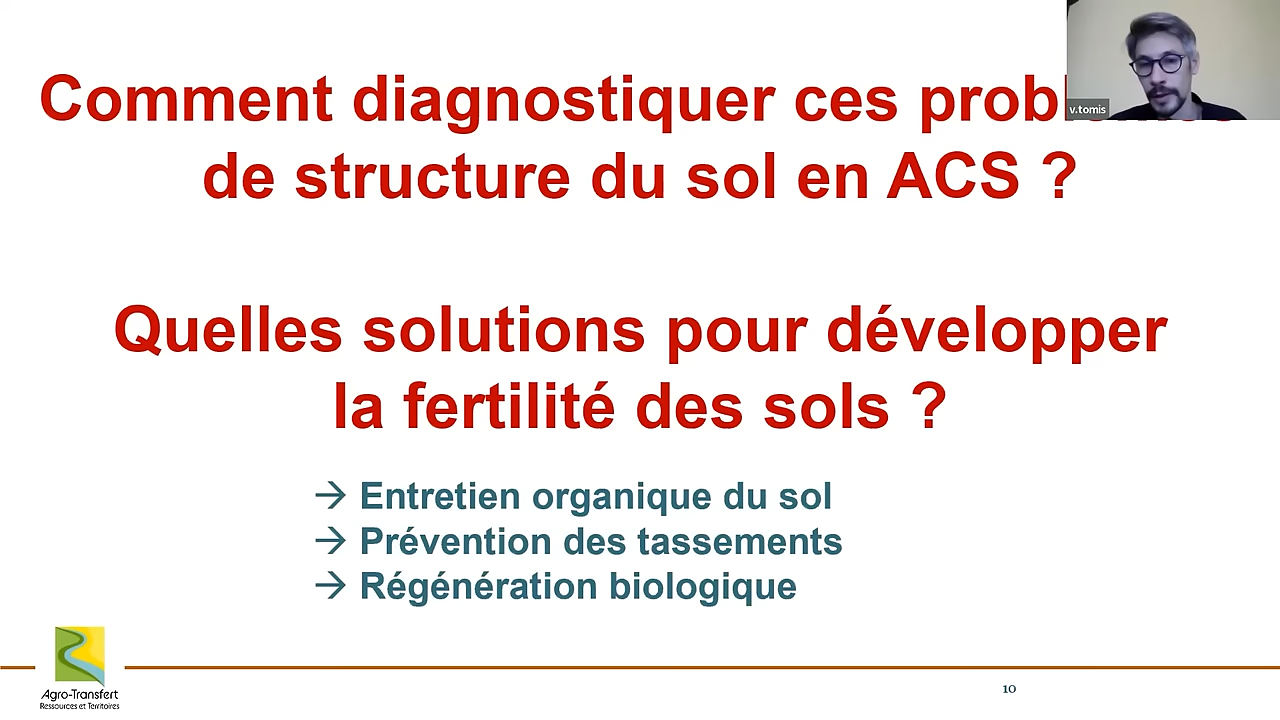 Comment diagnostiquer ces
v.tomis
de structure du sol en ACS ?
Quelles solutions pour développer
la fertilité des sols ?
→ Entretien organique du sol
→ Prévention des tassements
→ Régénération biologique
Agro-Transfert
Ressources et Territoires
10